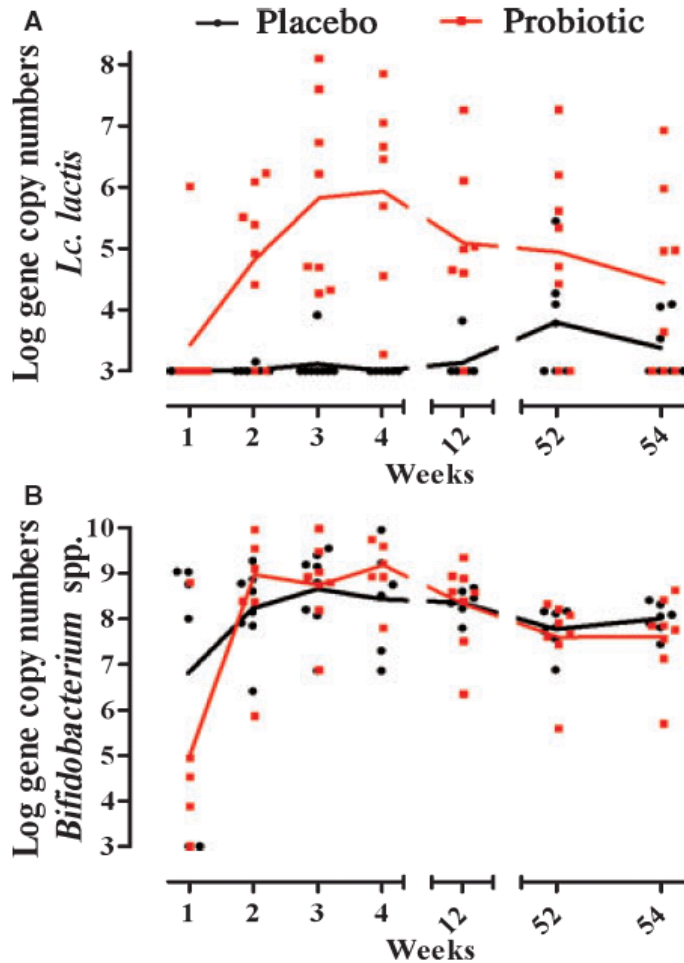 A
Placebo Probiotic
Log gene copy numbers
Lc. lactis
8
7
6
5
4
3
1 2 3 4 12 52 54
Weeks
B
Log gene copy numbers
Bifidobacterium spp.
10
9
8
7
6
5
4
3
1 2 3 4 12 52 54
Weeks